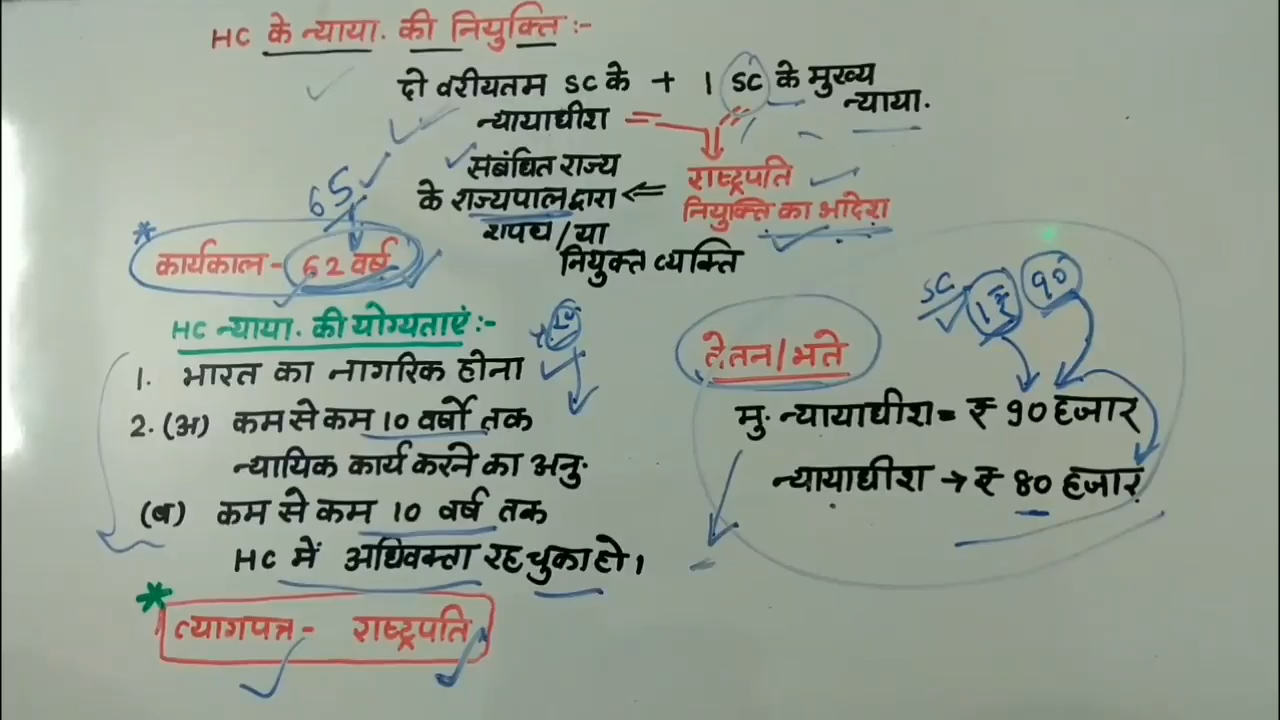 HC के न्याया. की नियुक्ति :-
दो वरीयतम SC के + 1 SC के मुख्य
न्यायाधीश = न्याया.
संबंधित राज्य
के राज्यपाल द्वारा
शपथ / या
नियुक्त व्यक्ति
राष्ट्रपति
नियुक्ति का आदेश
65
* कार्यकाल - 62 वर्ष
HC न्याया. की योग्यताएं :-
1. भारत का नागरिक होना
2. (अ) कम से कम 10 वर्षो तक
न्यायिक कार्य करने का अनु.
(ब) कम से कम 10 वर्ष तक
HC में अधिवक्ता रह चुका हो।
* त्यागपत्र - राष्ट्रपति
SC 1₹ 90
वेतन / भत्ते
मु. न्यायाधीश = ₹ 90 हजार
न्यायाधीश → ₹ 80 हजार